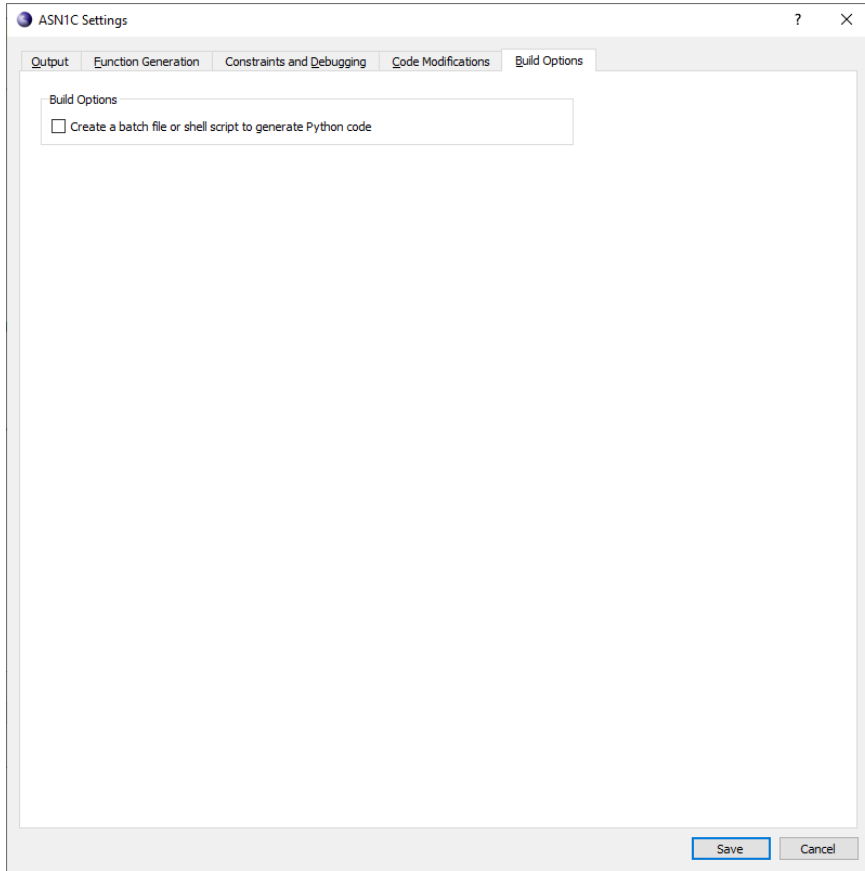 ASN1C Settings ?
Output Function Generation Constraints and Debugging Code Modifications Build Options
Build Options
Create a batch file or shell script to generate Python code
Save Cancel